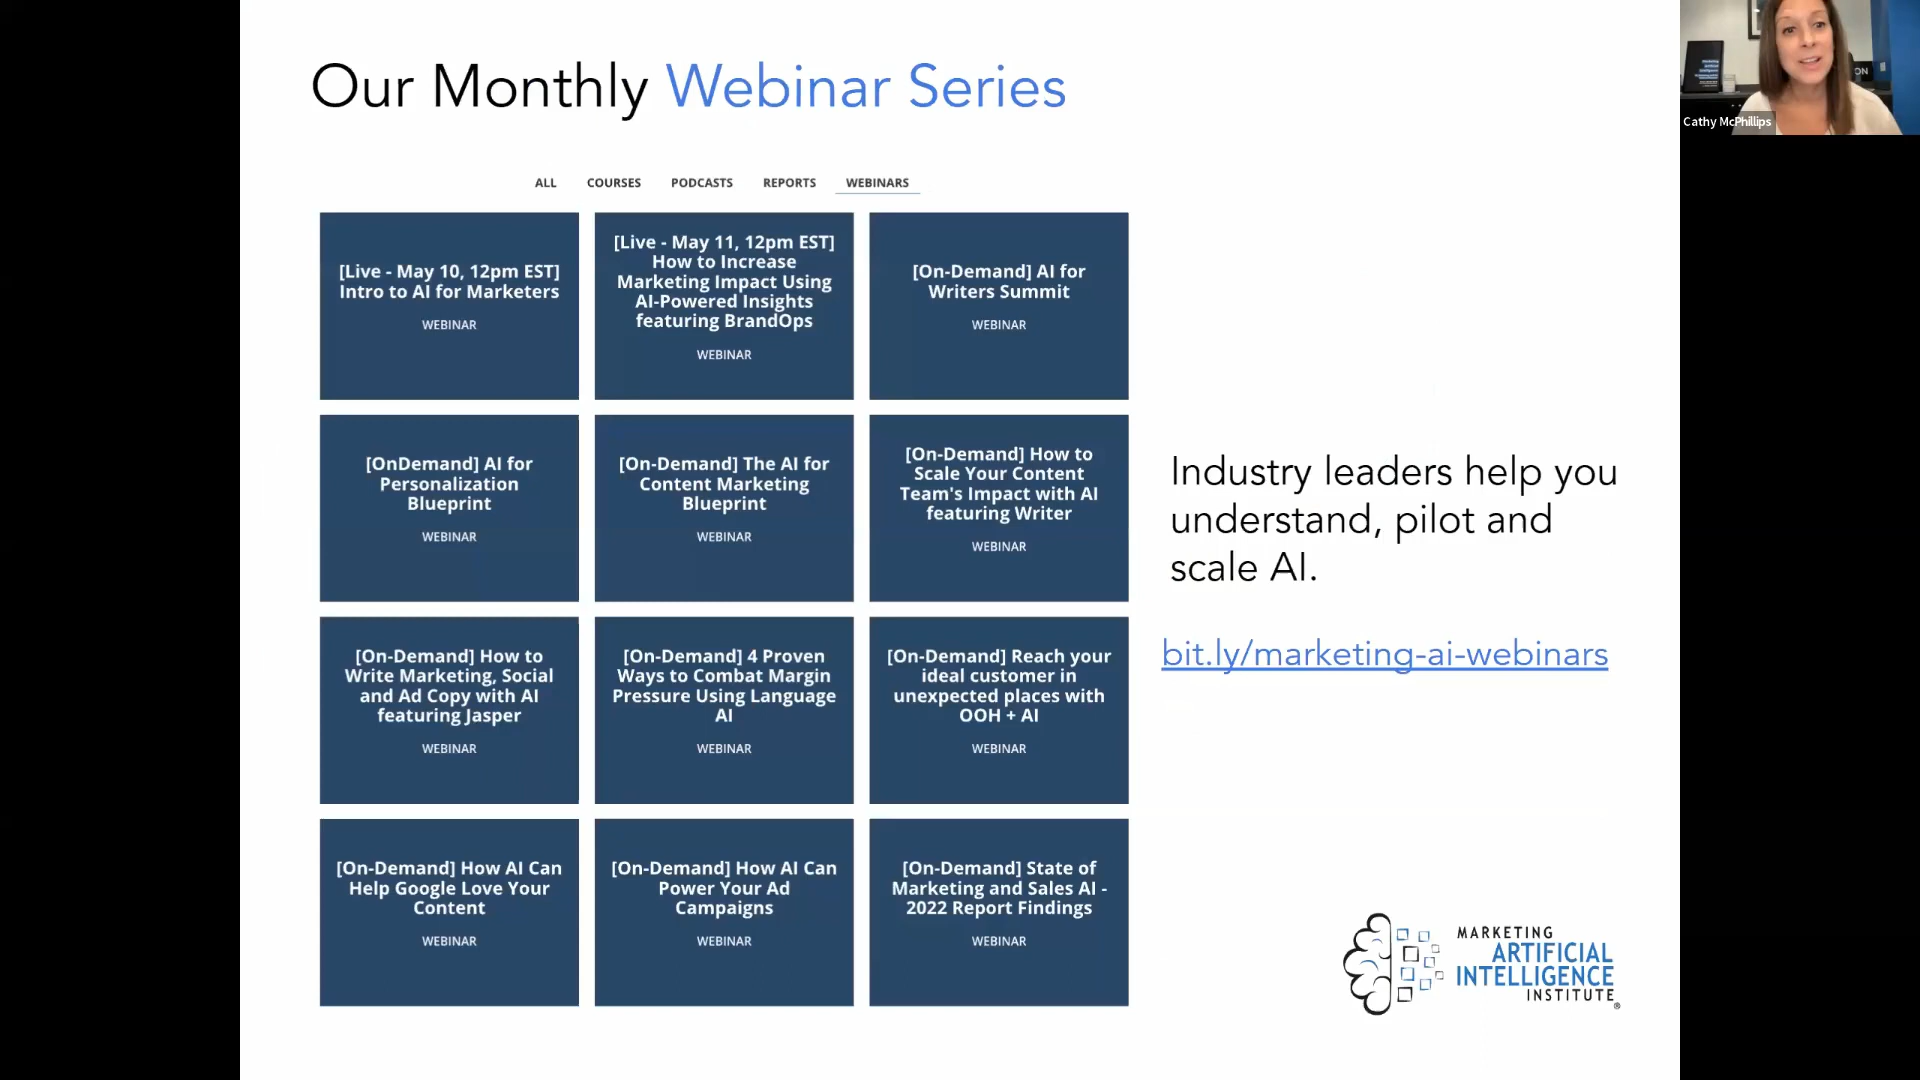 Our Monthly Webinar Series
ALL COURSES PODCASTS REPORTS WEBINARS
[Live - May 10, 12pm EST]
Intro to AI for Marketers
WEBINAR
[Live - May 11, 12pm EST]
How to Increase
Marketing Impact Using
AI-Powered Insights
featuring BrandOps
WEBINAR
[On-Demand] AI for
Writers Summit
WEBINAR
[OnDemand] AI for
Personalization
Blueprint
WEBINAR
[On-Demand] The AI for
Content Marketing
Blueprint
WEBINAR
[On-Demand] How to
Scale Your Content
Team's Impact with AI
featuring Writer
WEBINAR
[On-Demand] How to
Write Marketing, Social
and Ad Copy with AI
featuring Jasper
WEBINAR
[On-Demand] 4 Proven
Ways to Combat Margin
Pressure Using Language
AI
WEBINAR
[On-Demand] Reach your
ideal customer in
unexpected places with
OOH + AI
WEBINAR
[On-Demand] How AI Can
Help Google Love Your
Content
WEBINAR
[On-Demand] How AI Can
Power Your Ad
Campaigns
WEBINAR
[On-Demand] State of
Marketing and Sales AI -
2022 Report Findings
WEBINAR
Industry leaders help you
understand, pilot and
scale AI.
bit.ly/marketing-ai-webinars
MARKETING
ARTIFICIAL
INTELLIGENCE
INSTITUTE®
ON
Cathy McPhillips